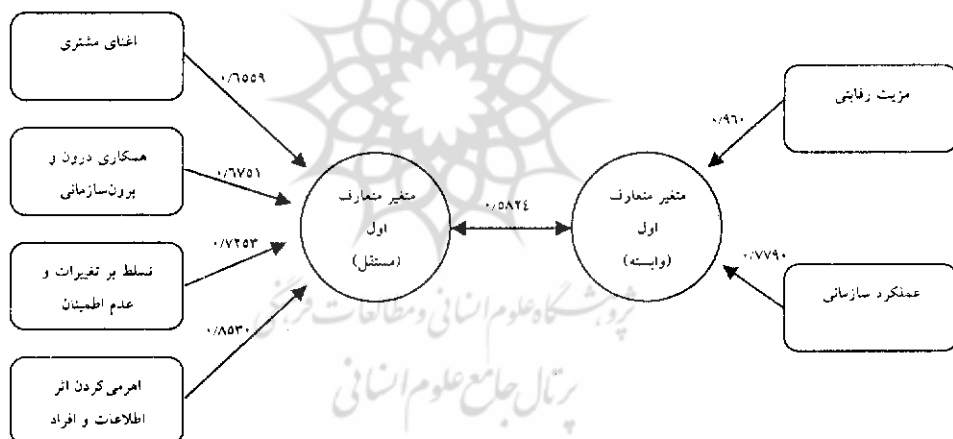 اغنای مشتری
۰/۶۵۵۹
همکاری درون و
برون‌سازمانی
۰/۶۷۵۱
تسلط بر تغییرات و
عدم اطمینان
۰/۷۲۵۳
اهرمی‌کردن اثر
اطلاعات و افراد
۰/۸۵۳۰
متغیر متعارف
اول
(مستقل)
۰/۵۸۲٤
متغیر متعارف
اول
(وابسته)
مزیت رقابتی
۰/۹۶۰
عملکرد سازمانی
۰/۷۷۹۰
پژوهشگاه علوم انسانی و مطالعات فرهنگی
پرتال جامع علوم انسانی